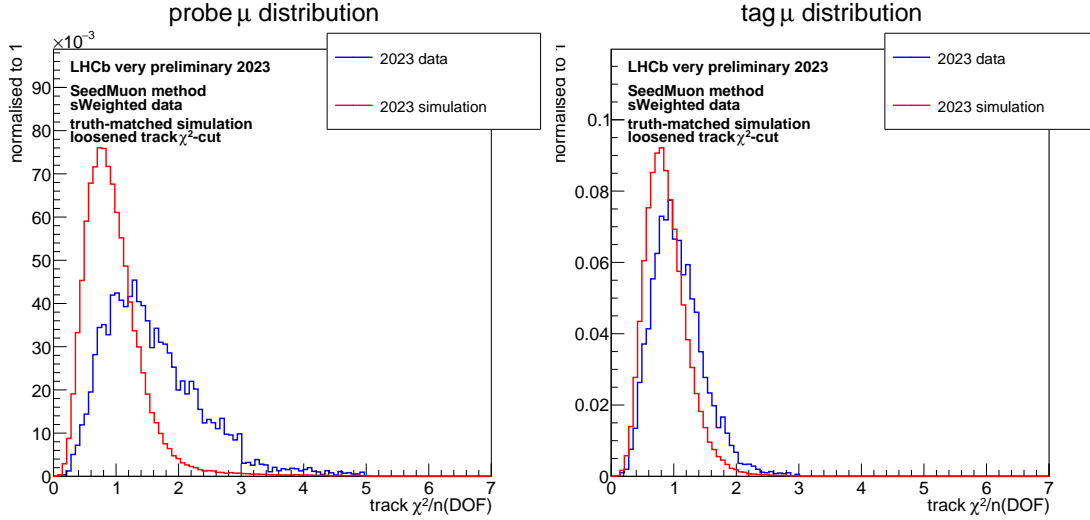 probe μ distribution
×10⁻³
normalised to 1
90
80
70
60
50
40
30
20
10
0
LHCb very preliminary 2023
SeedMuon method
sWeighted data
truth-matched simulation
loosened track χ²-cut
2023 data
2023 simulation
0 1 2 3 4 5 6 7
track χ²/n(DOF)
tag μ distribution
normalised to 1
0.1
0.08
0.06
0.04
0.02
0
LHCb very preliminary 2023
SeedMuon method
sWeighted data
truth-matched simulation
loosened track χ²-cut
2023 data
2023 simulation
0 1 2 3 4 5 6 7
track χ²/n(DOF)